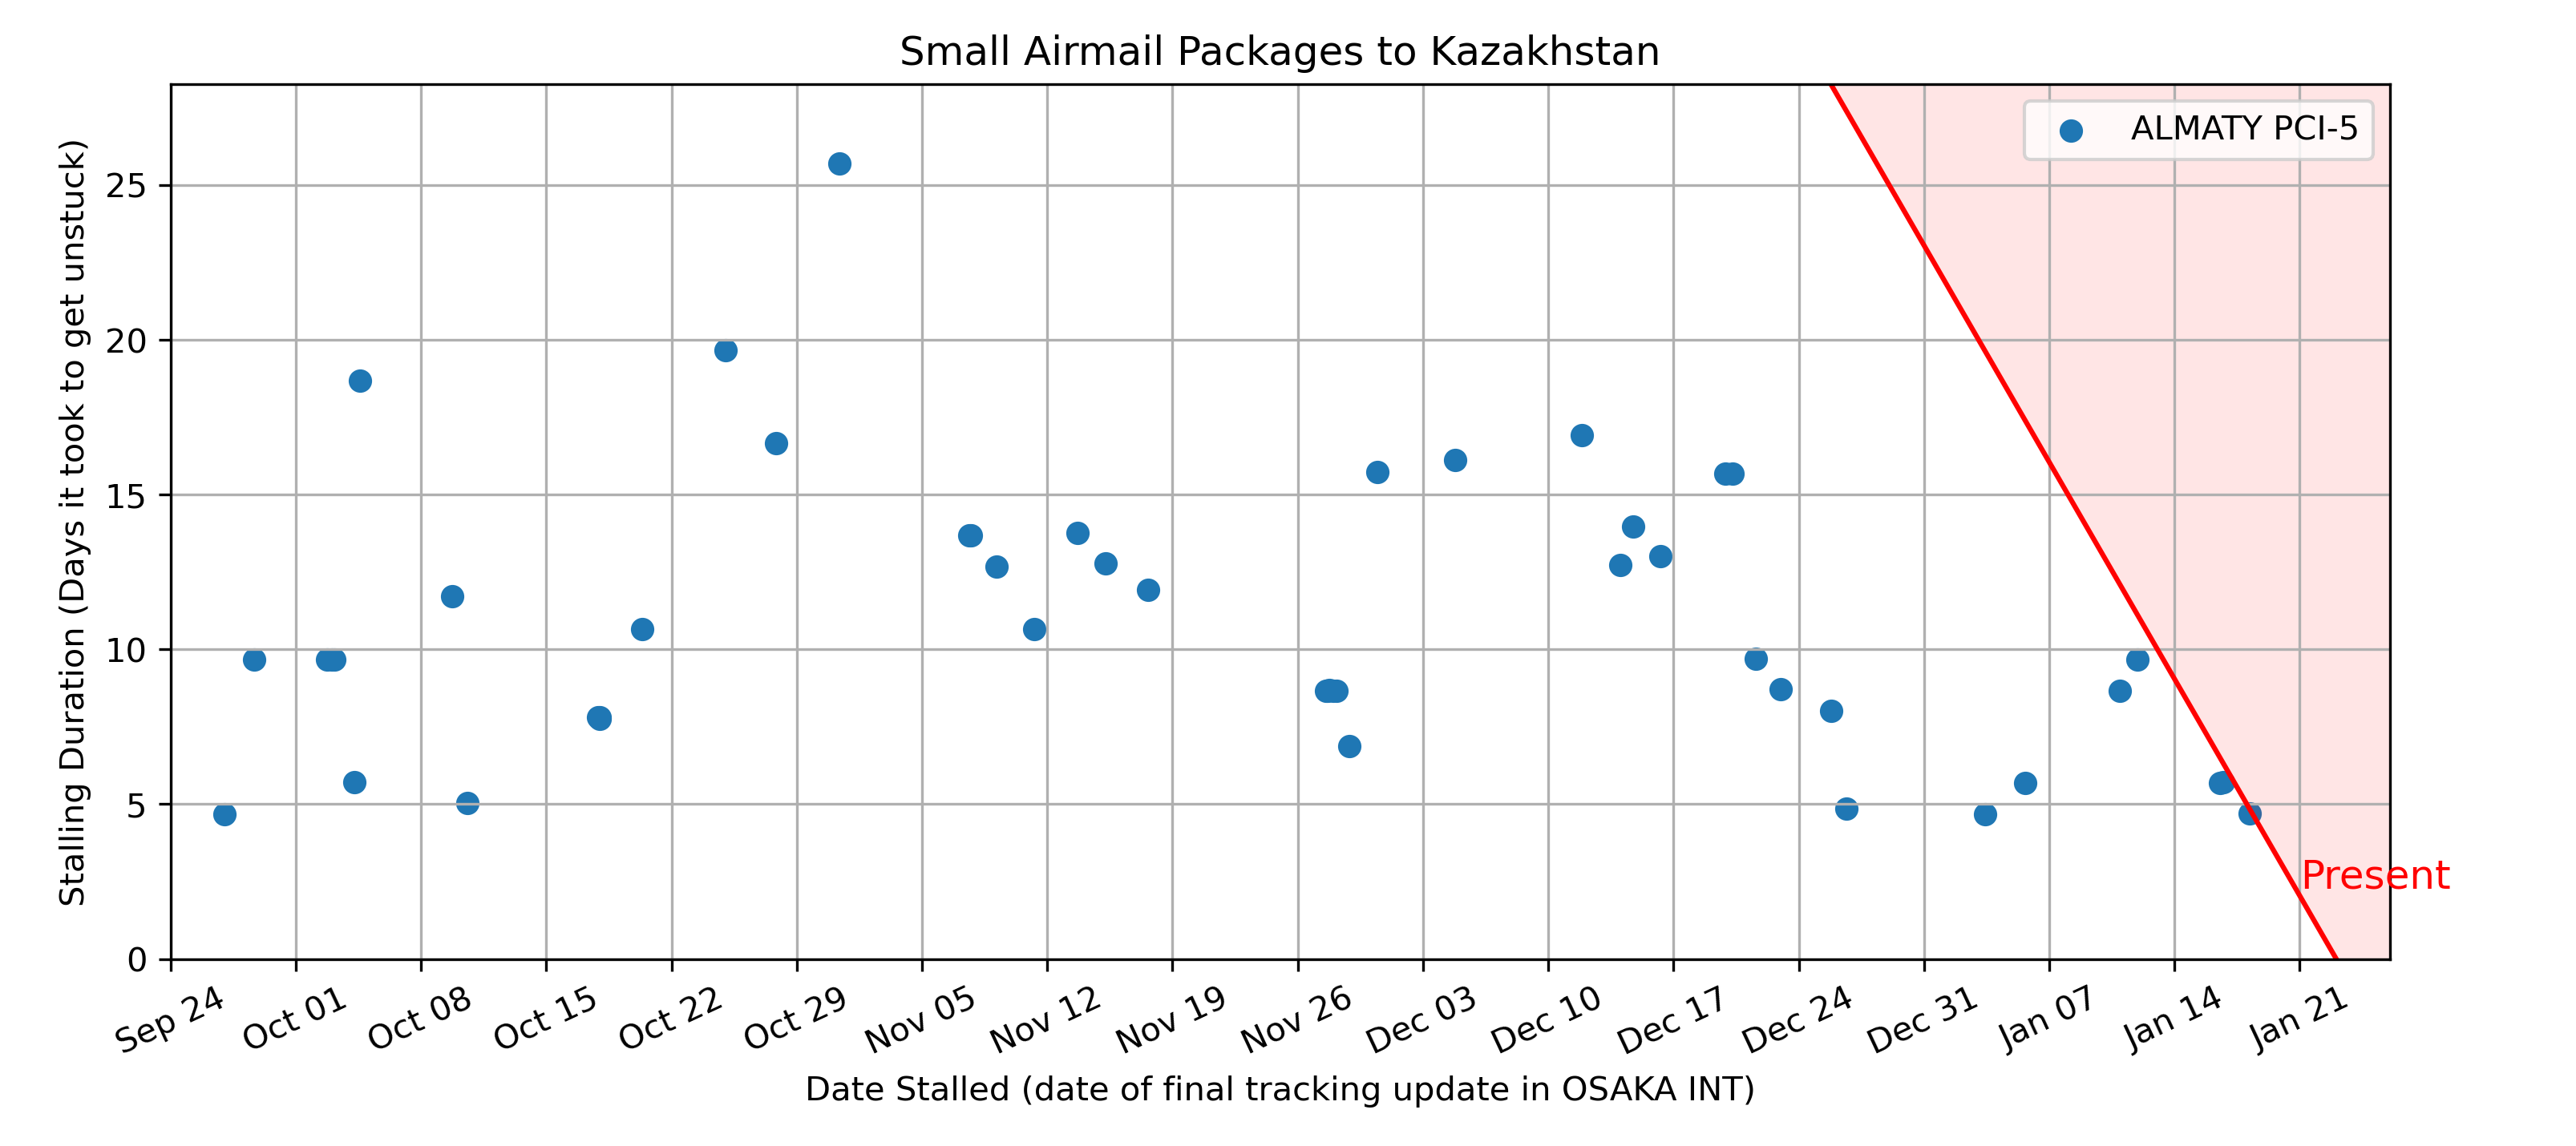 Small Airmail Packages to Kazakhstan
ALMATY PCI-5
Stalling Duration (Days it took to get unstuck)
25
20
15
10
5
0
Present
Sep 24
Oct 01
Oct 08
Oct 15
Oct 22
Oct 29
Nov 05
Nov 12
Nov 19
Nov 26
Dec 03
Dec 10
Dec 17
Dec 24
Dec 31
Jan 07
Jan 14
Jan 21
Date Stalled (date of final tracking update in OSAKA INT)